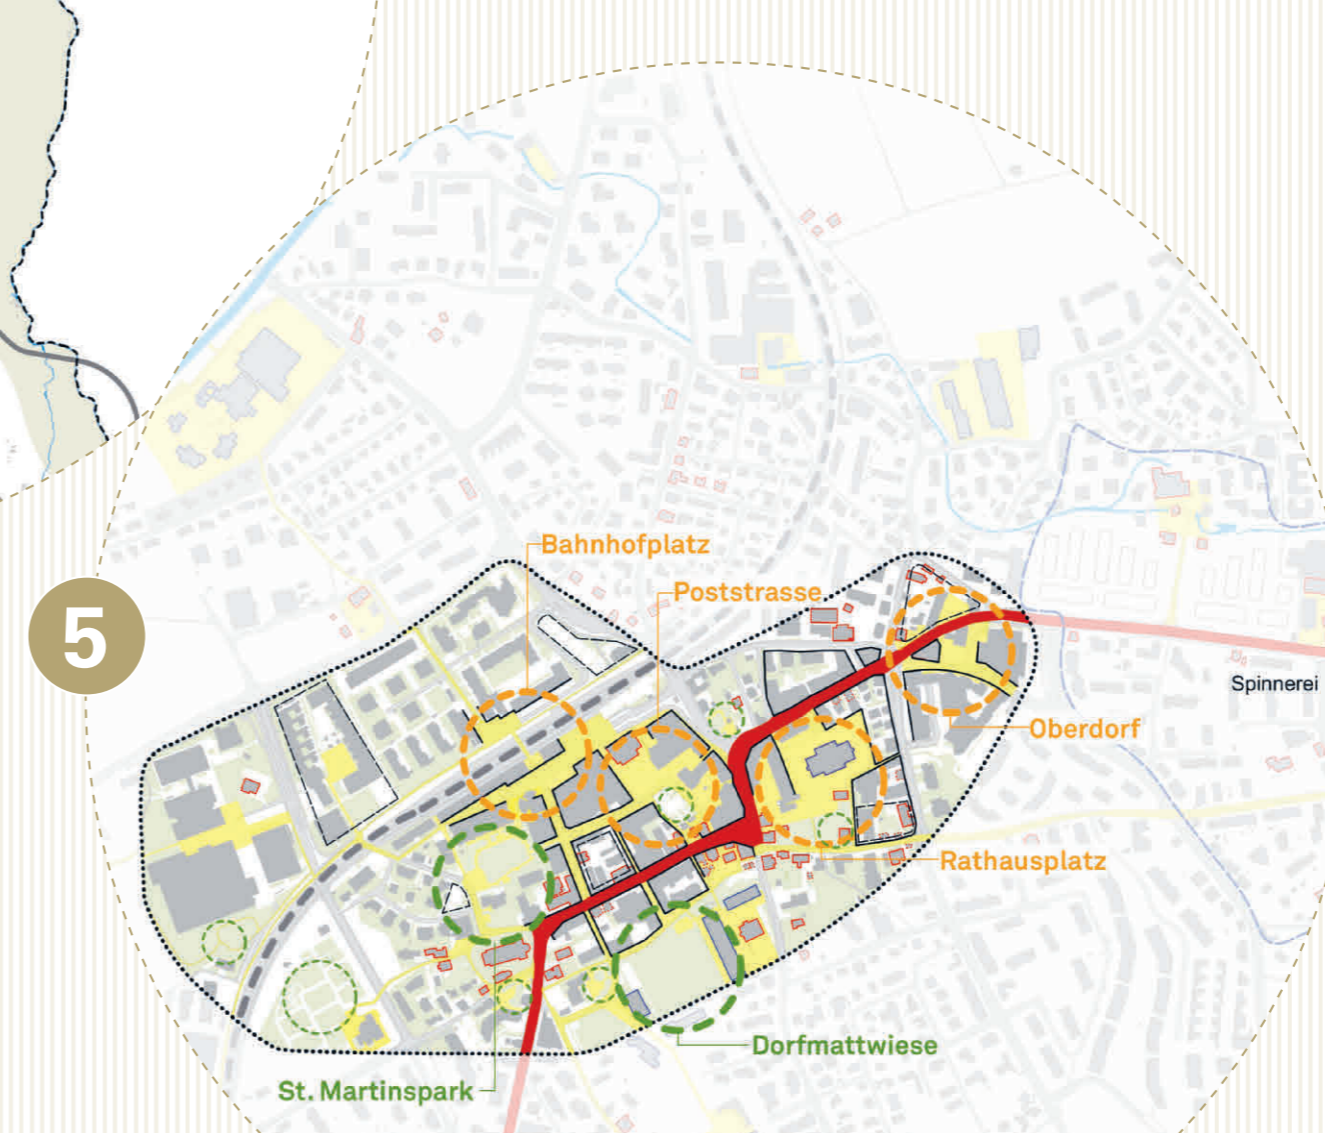 Bahnhofplatz
Poststrasse
5
Spinnerei
Oberdorf
Rathausplatz
Dorfmattwiese
St. Martinspark